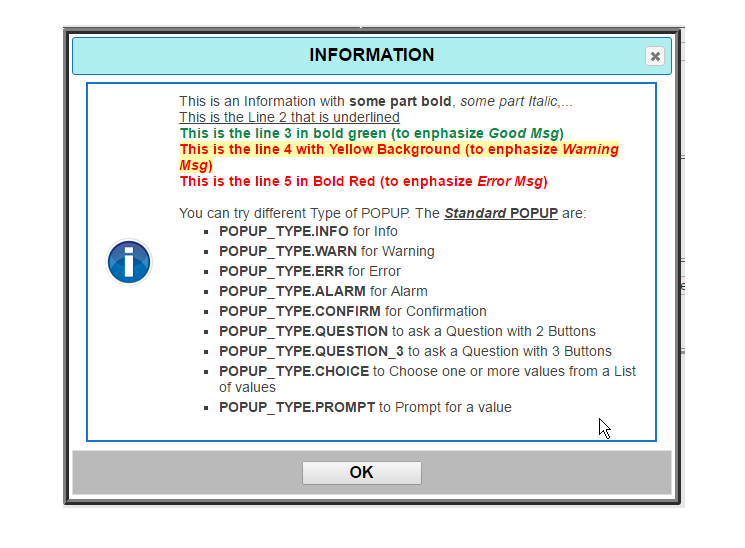 INFORMATION
This is an Information with some part bold, some part Italic,...
This is the Line 2 that is underlined
This is the line 3 in bold green (to enphasize Good Msg)
This is the line 4 with Yellow Background (to enphasize Warning
Msg)
This is the line 5 in Bold Red (to enphasize Error Msg)
You can try different Type of POPUP. The Standard POPUP are:
POPUP_TYPE.INFO for Info
POPUP_TYPE.WARN for Warning
POPUP_TYPE.ERR for Error
POPUP_TYPE.ALARM for Alarm
POPUP_TYPE.CONFIRM for Confirmation
POPUP_TYPE.QUESTION to ask a Question with 2 Buttons
POPUP_TYPE.QUESTION_3 to ask a Question with 3 Buttons
POPUP_TYPE.CHOICE to Choose one or more values from a List
of values
POPUP_TYPE.PROMPT to Prompt for a value
OK